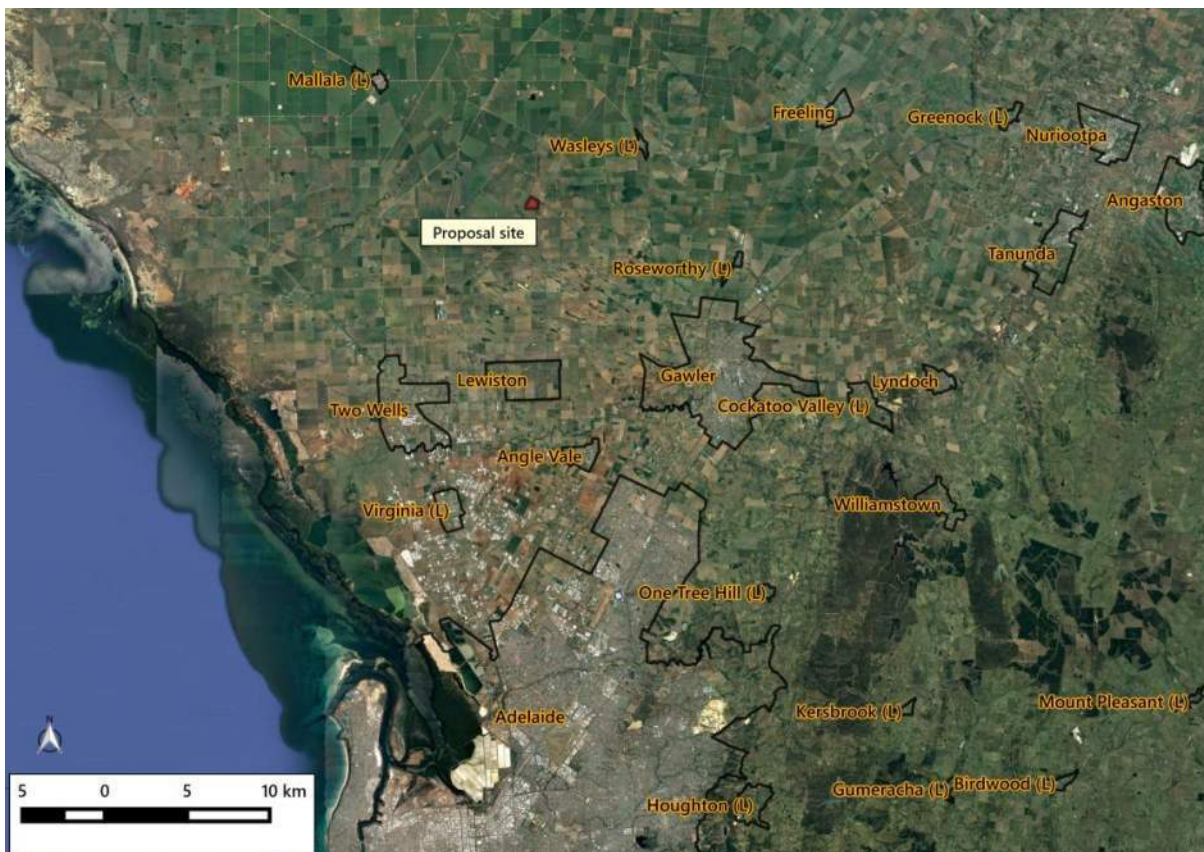 Mallala (L)
Freeling
Greenock (L)
Nuriootpa
Wasleys (L)
Angaston
Proposal site
Tanunda
Roseworthy (L)
Lewiston
Gawler
Lyndoch
Two Wells
Cockatoo Valley (L)
Angle Vale
Virginia (L)
Williamstown
One Tree Hill (L)
Kersbrook (L)
Mount Pleasant (L)
Adelaide
N
5 0 5 10 km
Gumeracha (L)
Birdwood (L)
Houghton (L)